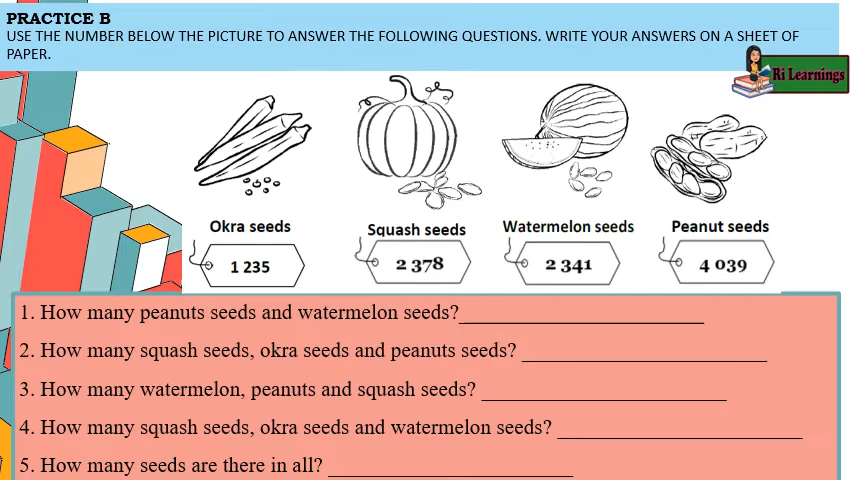 PRACTICE B
USE THE NUMBER BELOW THE PICTURE TO ANSWER THE FOLLOWING QUESTIONS. WRITE YOUR ANSWERS ON A SHEET OF
PAPER.
Ri Learnings
Okra seeds
Squash seeds
Watermelon seeds
Peanut seeds
1 235
2 378
2 341
4 039
1. How many peanuts seeds and watermelon seeds?
2. How many squash seeds, okra seeds and peanuts seeds?
3. How many watermelon, peanuts and squash seeds?
4. How many squash seeds, okra seeds and watermelon seeds?
5. How many seeds are there in all?